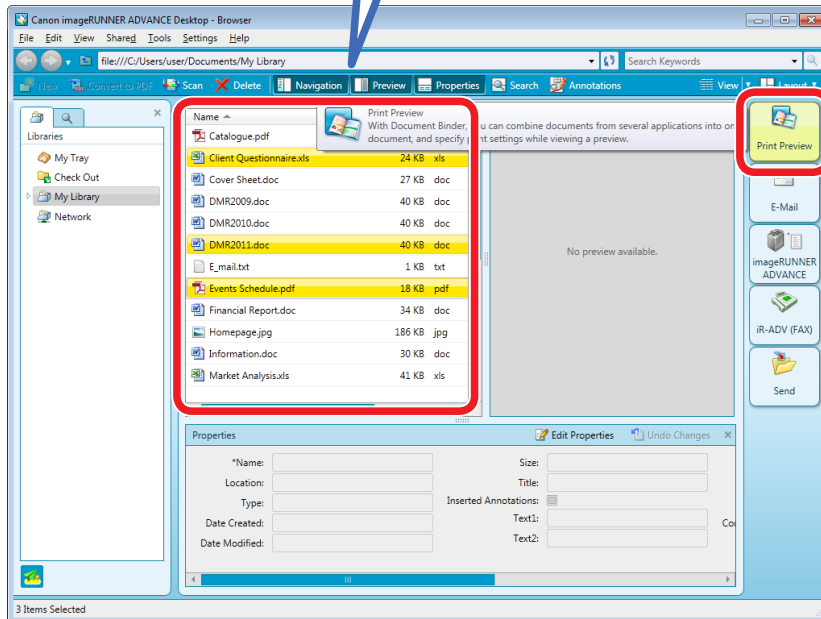 Canon imageRUNNER ADVANCE Desktop - Browser
File Edit View Shared Tools Settings Help
file:///C:/Users/user/Documents/My Library
Search Keywords
New Convert to PDF Scan Delete Navigation Preview Properties Search Annotations View Layout
Libraries
My Tray
Check Out
My Library
Network
Name
Catalogue.pdf
Client Questionnaire.xls 24 KB xls
Cover Sheet.doc 27 KB doc
DMR2009.doc 40 KB doc
DMR2010.doc 40 KB doc
DMR2011.doc 40 KB doc
E_mail.txt 1 KB txt
Events Schedule.pdf 18 KB pdf
Financial Report.doc 34 KB doc
Homepage.jpg 186 KB jpg
Information.doc 30 KB doc
Market Analysis.xls 41 KB xls
Print Preview
With Document Binder, you can combine documents from several applications into on
document, and specify print settings while viewing a preview.
No preview available.
Print Preview
E-Mail
imageRUNNER
ADVANCE
iR-ADV (FAX)
Send
Properties Edit Properties Undo Changes
*Name: Size:
Location: Title:
Type: Inserted Annotations:
Date Created: Text1: Co
Date Modified: Text2:
3 Items Selected